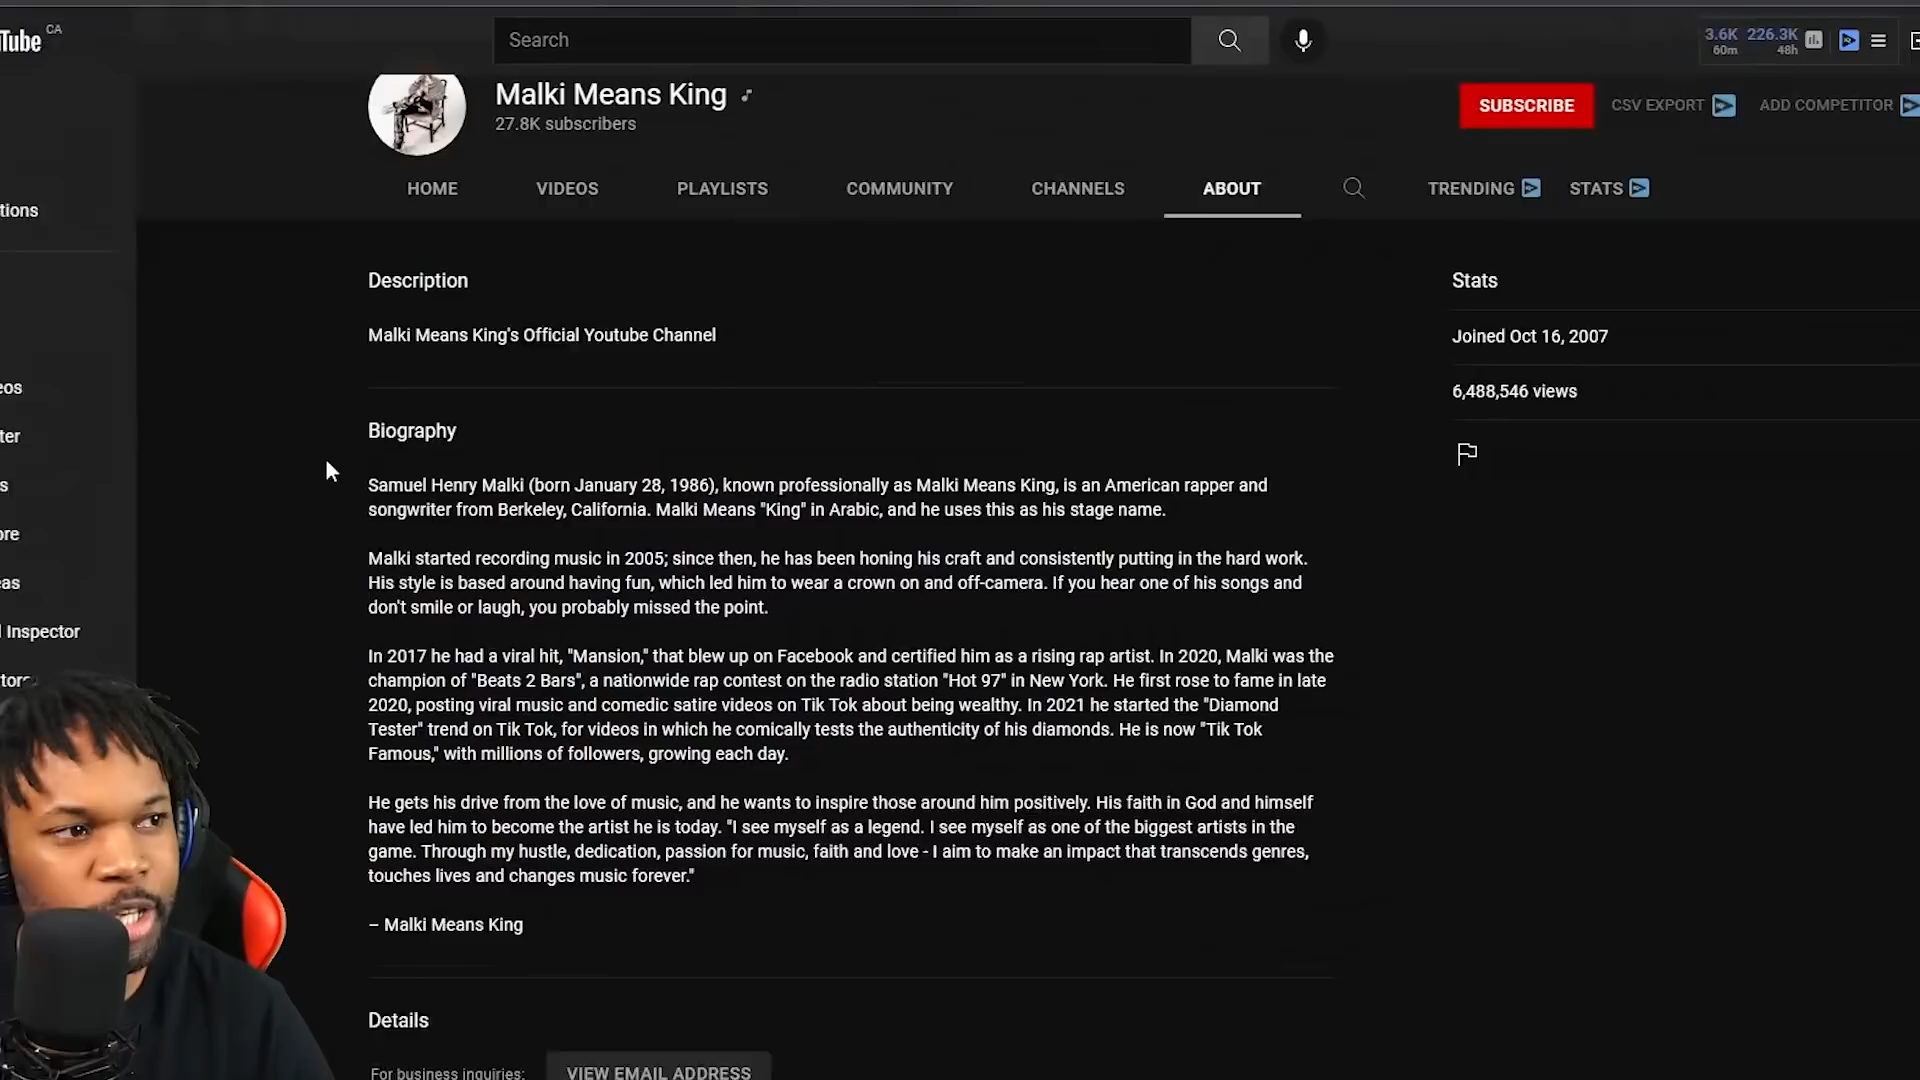 Tube CA
Search
3.6K 226.3K
60m 48h
Malki Means King
27.8K subscribers
SUBSCRIBE
CSV EXPORT
ADD COMPETITOR
HOME
VIDEOS
PLAYLISTS
COMMUNITY
CHANNELS
ABOUT
TRENDING
STATS
tions
eos
ter
s
ore
eas
l Inspector
tors
Description
Malki Means King's Official Youtube Channel
Stats
Joined Oct 16, 2007
6,488,546 views
Biography
Samuel Henry Malki (born January 28, 1986), known professionally as Malki Means King, is an American rapper and
songwriter from Berkeley, California. Malki Means "King" in Arabic, and he uses this as his stage name.
Malki started recording music in 2005; since then, he has been honing his craft and consistently putting in the hard work.
His style is based around having fun, which led him to wear a crown on and off-camera. If you hear one of his songs and
don't smile or laugh, you probably missed the point.
In 2017 he had a viral hit, "Mansion," that blew up on Facebook and certified him as a rising rap artist. In 2020, Malki was the
champion of "Beats 2 Bars", a nationwide rap contest on the radio station "Hot 97" in New York. He first rose to fame in late
2020, posting viral music and comedic satire videos on Tik Tok about being wealthy. In 2021 he started the "Diamond
Tester" trend on Tik Tok, for videos in which he comically tests the authenticity of his diamonds. He is now "Tik Tok
Famous," with millions of followers, growing each day.
He gets his drive from the love of music, and he wants to inspire those around him positively. His faith in God and himself
have led him to become the artist he is today. "I see myself as a legend. I see myself as one of the biggest artists in the
game. Through my hustle, dedication, passion for music, faith and love - I aim to make an impact that transcends genres,
touches lives and changes music forever."
– Malki Means King
Details
For business inquiries:
VIEW EMAIL ADDRESS